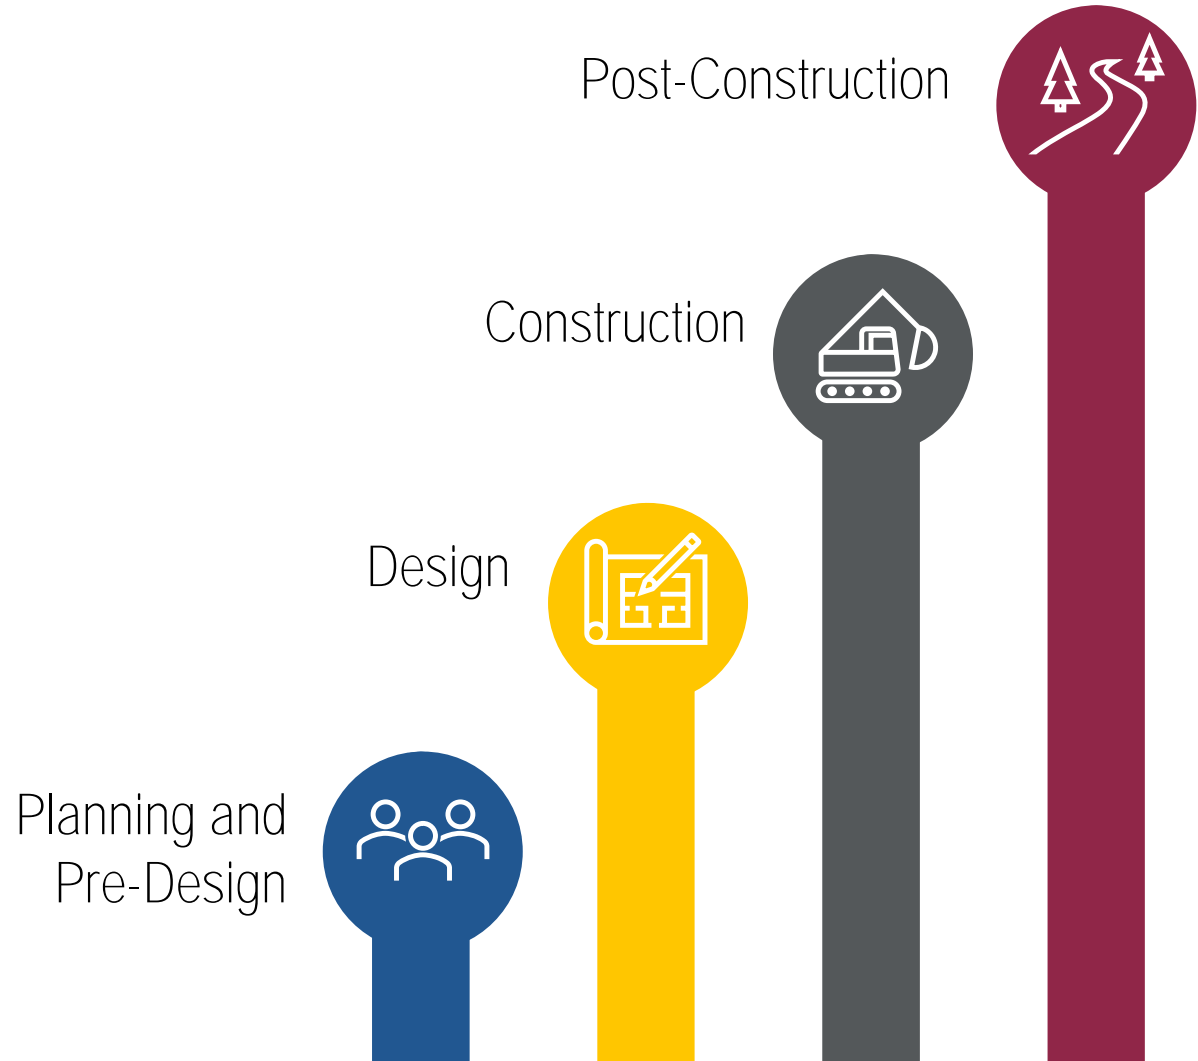 Post-Construction
Construction
Design
Planning and
Pre-Design